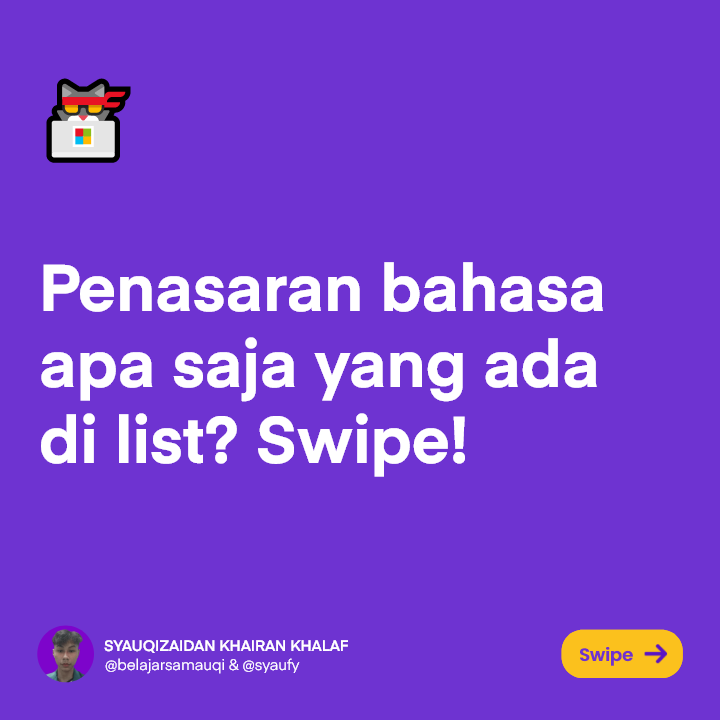 Penasaran bahasa
apa saja yang ada
di list? Swipe!
SYAUQIZAIDAN KHAIRAN KHALAF
@belajarsamauqi & @syaufy
Swipe